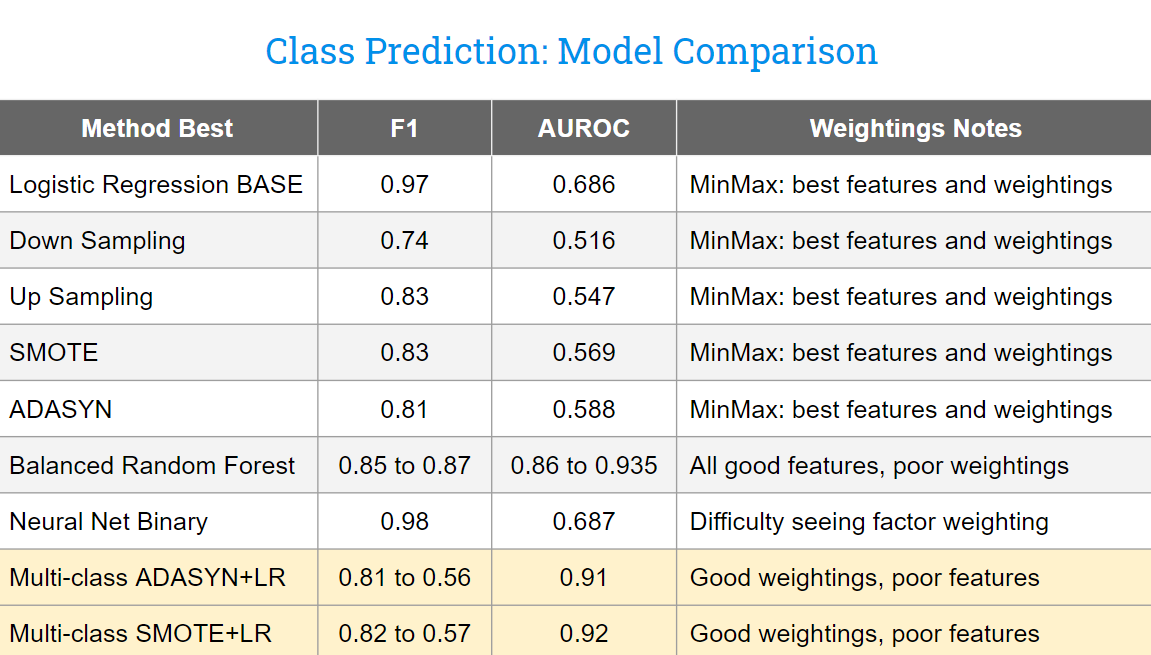 Class Prediction: Model Comparison
Method Best F1 AUROC Weightings Notes
Logistic Regression BASE 0.97 0.686 MinMax: best features and weightings
Down Sampling 0.74 0.516 MinMax: best features and weightings
Up Sampling 0.83 0.547 MinMax: best features and weightings
SMOTE 0.83 0.569 MinMax: best features and weightings
ADASYN 0.81 0.588 MinMax: best features and weightings
Balanced Random Forest 0.85 to 0.87 0.86 to 0.935 All good features, poor weightings
Neural Net Binary 0.98 0.687 Difficulty seeing factor weighting
Multi-class ADASYN+LR 0.81 to 0.56 0.91 Good weightings, poor features
Multi-class SMOTE+LR 0.82 to 0.57 0.92 Good weightings, poor features